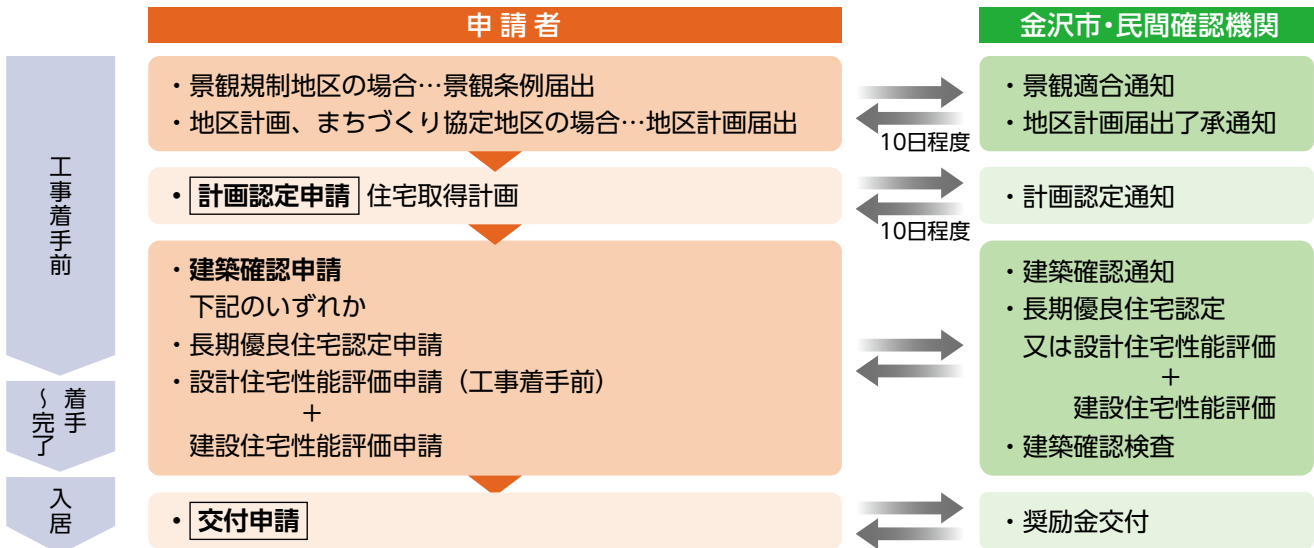 申請者
金沢市・民間確認機関
工事着手前
・景観規制地区の場合…景観条例届出
・地区計画、まちづくり協定地区の場合…地区計画届出
10日程度
・景観適合通知
・地区計画届出了承通知
・計画認定申請 住宅取得計画
10日程度
・計画認定通知
・建築確認申請
下記のいずれか
・長期優良住宅認定申請
・設計住宅性能評価申請（工事着手前）
＋
建設住宅性能評価申請
・建築確認通知
・長期優良住宅認定
又は設計住宅性能評価
＋
建設住宅性能評価
・建築確認検査
着手
～完了
入居
・交付申請
・奨励金交付